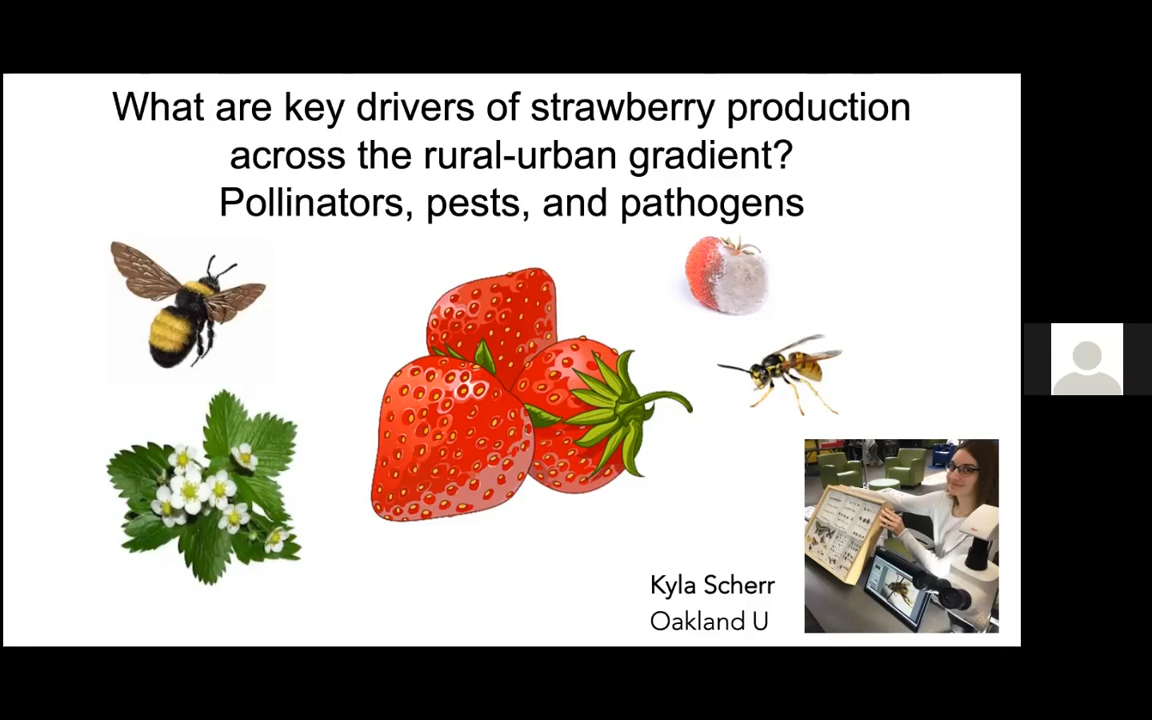 What are key drivers of strawberry production
across the rural-urban gradient?
Pollinators, pests, and pathogens
Kyla Scherr
Oakland U